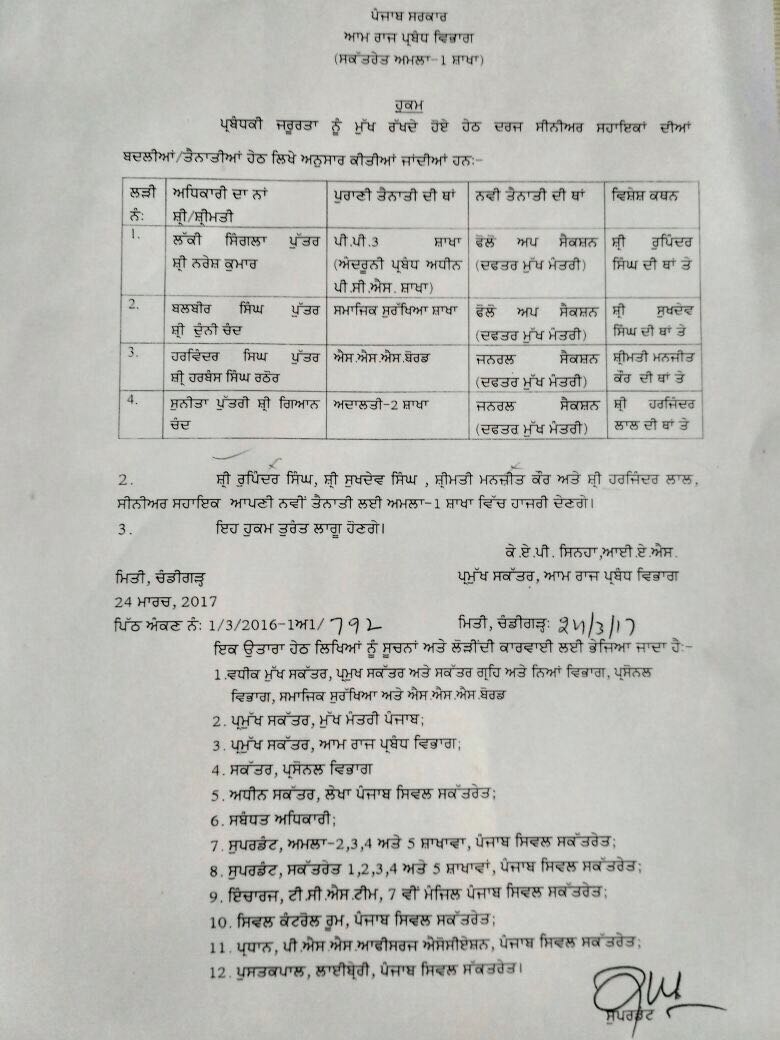 ਪੰਜਾਬ ਸਰਕਾਰ
ਆਮ ਰਾਜ ਪ੍ਰਬੰਧ ਵਿਭਾਗ
(ਸਕੱਤਰੇਤ ਅਮਲਾ-1 ਸ਼ਾਖਾ)
ਹੁਕਮ
ਪ੍ਰਬੰਧਕੀ ਜਰੂਰਤਾ ਨੂੰ ਮੁੱਖ ਰੱਖਦੇ ਹੋਏ ਹੇਠ ਦਰਜ ਸੀਨੀਅਰ ਸਹਾਇਕਾਂ ਦੀਆਂ
ਬਦਲੀਆਂ/ਤੈਨਾਤੀਆਂ ਹੇਠ ਲਿਖੇ ਅਨੁਸਾਰ ਕੀਤੀਆਂ ਜਾਂਦੀਆਂ ਹਨ:-
ਲੜੀ ਅਧਿਕਾਰੀ ਦਾ ਨਾਂ ਪੁਰਾਣੀ ਤੈਨਾਤੀ ਦੀ ਥਾਂ ਨਵੀ ਤੈਨਾਤੀ ਦੀ ਥਾਂ ਵਿਸ਼ੇਸ਼ ਕਥਨ
ਨੰ: ਸ਼੍ਰੀ/ਸ਼੍ਰੀਮਤੀ
1. ਲੱਕੀ ਸਿੰਗਲਾ ਪੁੱਤਰ ਪੀ.ਪੀ.3 ਸ਼ਾਖਾ ਫੋਲੋ ਅਪ ਸੈਕਸ਼ਨ ਸ਼੍ਰੀ ਰੁਪਿੰਦਰ
ਸ਼੍ਰੀ ਨਰੇਸ਼ ਕੁਮਾਰ (ਅੰਦਰੂਨੀ ਪ੍ਰਬੰਧ ਅਧੀਨ (ਦਫਤਰ ਮੁੱਖ ਮੰਤਰੀ) ਸਿੰਘ ਦੀ ਥਾਂ ਤੇ
ਪੀ.ਸੀ.ਐਸ. ਸ਼ਾਖਾ)
2. ਬਲਬੀਰ ਸਿੰਘ ਪੁੱਤਰ ਸਮਾਜਿਕ ਸੁਰੱਖਿਆ ਸ਼ਾਖਾ ਫੋਲੋ ਅਪ ਸੈਕਸ਼ਨ ਸ਼੍ਰੀ ਸੁਖਦੇਵ
ਸ਼੍ਰੀ ਦੁੰਨੀ ਚੰਦ (ਦਫਤਰ ਮੁੱਖ ਮੰਤਰੀ) ਸਿੰਘ ਦੀ ਥਾਂ ਤੇ
3. ਹਰਵਿੰਦਰ ਸਿਘ ਪੁੱਤਰ ਐਸ.ਐਸ.ਐਸ.ਬੋਰਡ ਜਨਰਲ ਸੈਕਸ਼ਨ ਸ਼੍ਰੀਮਤੀ ਮਨਜੀਤ
ਸ਼੍ਰੀ ਹਰਬੰਸ ਸਿੰਘ ਰਠੋਰ (ਦਫਤਰ ਮੁੱਖ ਮੰਤਰੀ) ਕੌਰ ਦੀ ਥਾਂ ਤੇ
4. ਸੁਨੀਤਾ ਪੁੱਤਰੀ ਸ਼੍ਰੀ ਗਿਆਨ ਅਦਾਲਤੀ-2 ਸ਼ਾਖਾ ਜਨਰਲ ਸੈਕਸ਼ਨ ਸ਼੍ਰੀ ਹਰਜਿੰਦਰ
ਚੰਦ (ਦਫਤਰ ਮੁੱਖ ਮੰਤਰੀ) ਲਾਲ ਦੀ ਥਾਂ ਤੇ
2. ਸ਼੍ਰੀ ਰੁਪਿੰਦਰ ਸਿੰਘ, ਸ਼੍ਰੀ ਸੁਖਦੇਵ ਸਿੰਘ , ਸ਼੍ਰੀਮਤੀ ਮਨਜੀਤ ਕੌਰ ਅਤੇ ਸ਼੍ਰੀ ਹਰਜਿੰਦਰ ਲਾਲ,
ਸੀਨੀਅਰ ਸਹਾਇਕ ਆਪਣੀ ਨਵੀਂ ਤੈਨਾਤੀ ਲਈ ਅਮਲਾ-1 ਸ਼ਾਖਾ ਵਿੱਚ ਹਾਜਰੀ ਦੇਣਗੇ।
3. ਇਹ ਹੁਕਮ ਤੁਰੰਤ ਲਾਗੂ ਹੋਣਗੇ।
ਕੇ.ਏ.ਪੀ. ਸਿਨਹਾ,ਆਈ.ਏ.ਐਸ.
ਮਿਤੀ, ਚੰਡੀਗੜ੍ਹ ਪ੍ਰਮੁੱਖ ਸਕੱਤਰ, ਆਮ ਰਾਜ ਪ੍ਰਬੰਧ ਵਿਭਾਗ
24 ਮਾਰਚ, 2017
ਪਿੱਠ ਅੰਕਣ ਨੰ: 1/3/2016-1ਅ1/ 792 ਮਿਤੀ, ਚੰਡੀਗੜ੍ਹ: 24/3/17
ਇਕ ਉਤਾਰਾ ਹੇਠ ਲਿਖਿਆਂ ਨੂੰ ਸੂਚਨਾਂ ਅਤੇ ਲੋੜੀਂਦੀ ਕਾਰਵਾਈ ਲਈ ਭੇਜਿਆ ਜਾਦਾ ਹੈ:-
1.ਵਧੀਕ ਮੁੱਖ ਸਕੱਤਰ, ਪ੍ਰਮੁਖ ਸਕੱਤਰ ਅਤੇ ਸਕੱਤਰ ਗ੍ਰਹਿ ਅਤੇ ਨਿਆਂ ਵਿਭਾਗ, ਪ੍ਰਸੋਨਲ
ਵਿਭਾਗ, ਸਮਾਜਿਕ ਸੁਰੱਖਿਆ ਅਤੇ ਐਸ.ਐਸ.ਐਸ.ਬੋਰਡ
2. ਪ੍ਰਮੁੱਖ ਸਕੱਤਰ, ਮੁੱਖ ਮੰਤਰੀ ਪੰਜਾਬ;
3. ਪ੍ਰਮੁੱਖ ਸਕੱਤਰ, ਆਮ ਰਾਜ ਪ੍ਰਬੰਧ ਵਿਭਾਗ;
4. ਸਕੱਤਰ, ਪ੍ਰਸੋਨਲ ਵਿਭਾਗ
5. ਅਧੀਨ ਸਕੱਤਰ, ਲੇਖਾ ਪੰਜਾਬ ਸਿਵਲ ਸਕੱਤਰੇਤ;
6. ਸਬੰਧਤ ਅਧਿਕਾਰੀ;
7. ਸੁਪਰਡੰਟ, ਅਮਲਾ-2,3,4 ਅਤੇ 5 ਸ਼ਾਖਾਵਾ, ਪੰਜਾਬ ਸਿਵਲ ਸਕੱਤਰੇਤ;
8. ਸੁਪਰਡੰਟ, ਸਕੱਤਰੇਤ 1,2,3,4 ਅਤੇ 5 ਸ਼ਾਖਾਵਾਂ, ਪੰਜਾਬ ਸਿਵਲ ਸਕੱਤਰੇਤ;
9. ਇੰਚਾਰਜ, ਟੀ.ਸੀ.ਐਸ.ਟੀਮ, 7 ਵੀਂ ਮੰਜਿਲ ਪੰਜਾਬ ਸਿਵਲ ਸਕੱਤਰੇਤ;
10. ਸਿਵਲ ਕੰਟਰੋਲ ਰੂਮ, ਪੰਜਾਬ ਸਿਵਲ ਸਕੱਤਰੇਤ;
11. ਪ੍ਰਧਾਨ, ਪੀ.ਐਸ.ਐਸ.ਆਫੀਸਰਜ ਐਸੋਸੀਏਸ਼ਨ, ਪੰਜਾਬ ਸਿਵਲ ਸਕੱਤਰੇਤ;
12. ਪੁਸਤਕਪਾਲ, ਲਾਈਬ੍ਰੇਰੀ, ਪੰਜਾਬ ਸਿਵਲ ਸੱਕਤਰੇਤ।
ਸੁਪਰਡੰਟ